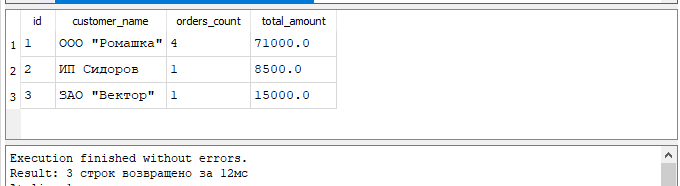 id customer_name orders_count total_amount
1 1 ООО "Ромашка" 4 71000.0
2 2 ИП Сидоров 1 8500.0
3 3 ЗАО "Вектор" 1 15000.0
Execution finished without errors.
Result: 3 строк возвращено за 12мс